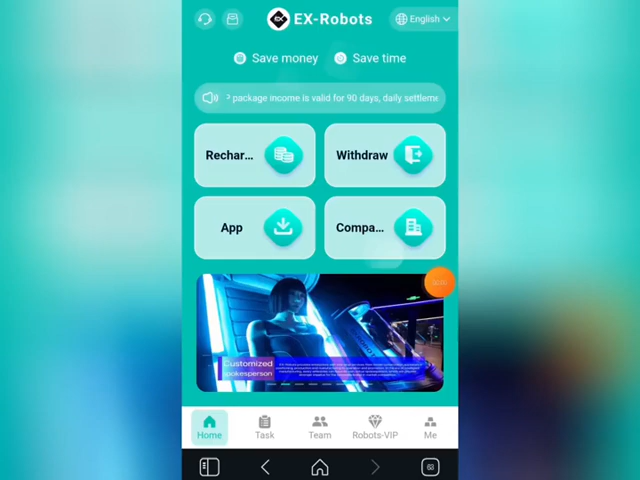 EX-Robots
English
Save money
Save time
package income is valid for 90 days, daily settleme
Rechar...
Withdraw
App
Compa...
Customized
spokesperson
Home
Task
Team
Robots-VIP
Me